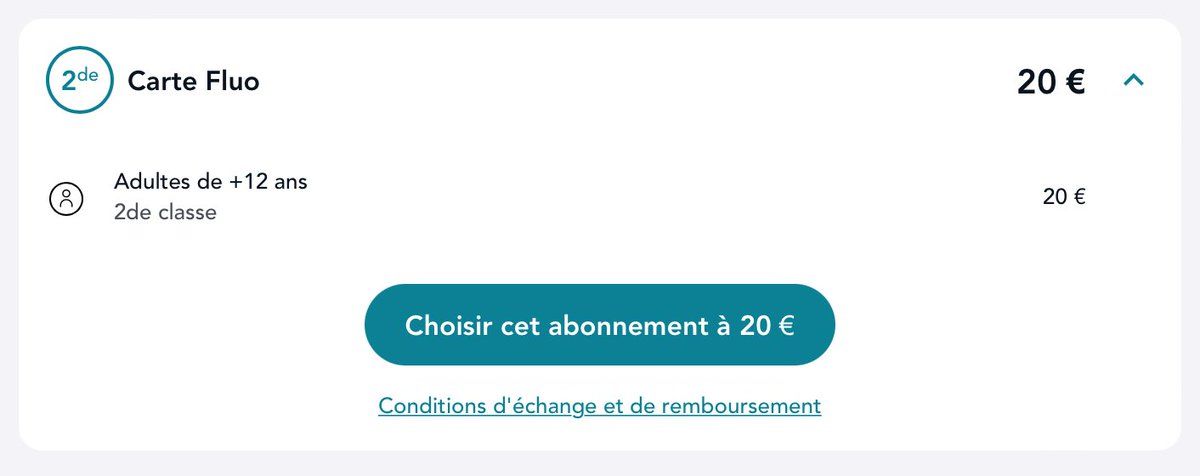 2de Carte Fluo 20 €
Adultes de +12 ans
2de classe 20 €
Choisir cet abonnement à 20 €
Conditions d'échange et de remboursement